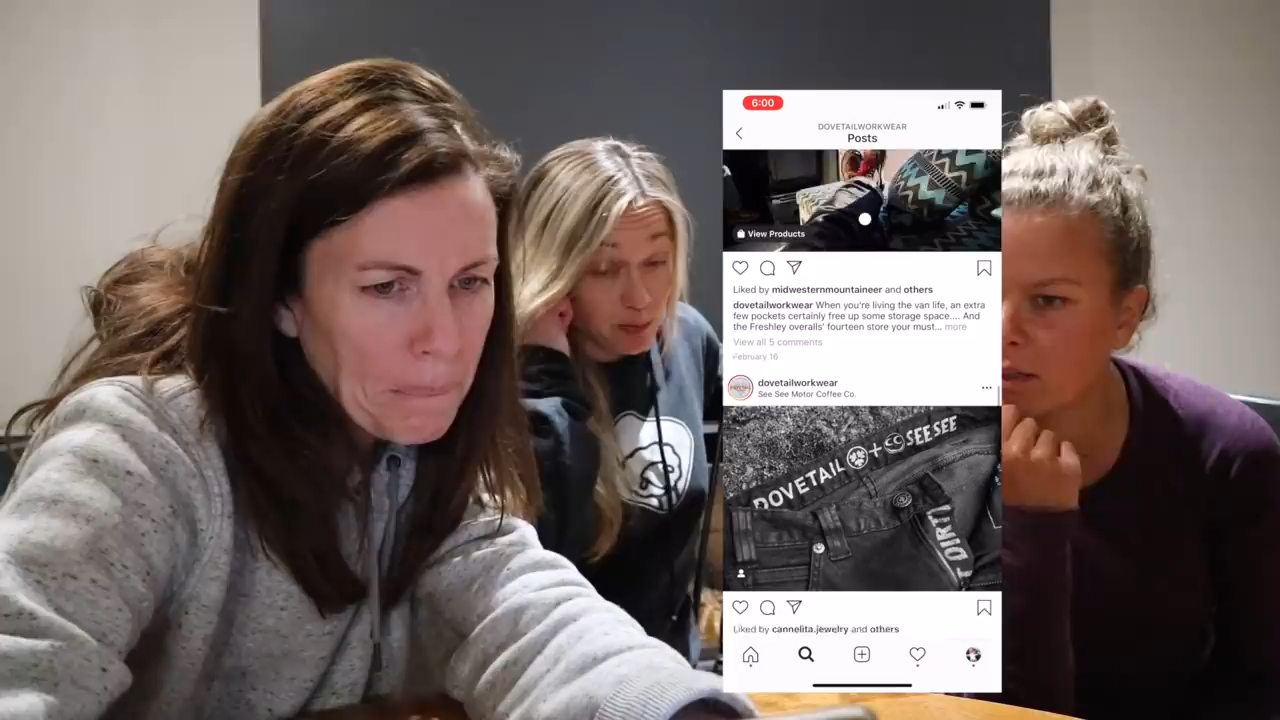 6:00
DOVETAILWORKWEAR
Posts
View Products
Liked by midwesternmountaineer and others
dovetailworkwear When you're living the van life, an extra
few pockets certainly free up some storage space.... And
the Freshley overalls' fourteen store your must... more
View all 5 comments
February 16
dovetailworkwear
See See Motor Coffee Co.
DOVETAIL + SEE SEE
DIRT
Liked by cannelita.jewelry and others